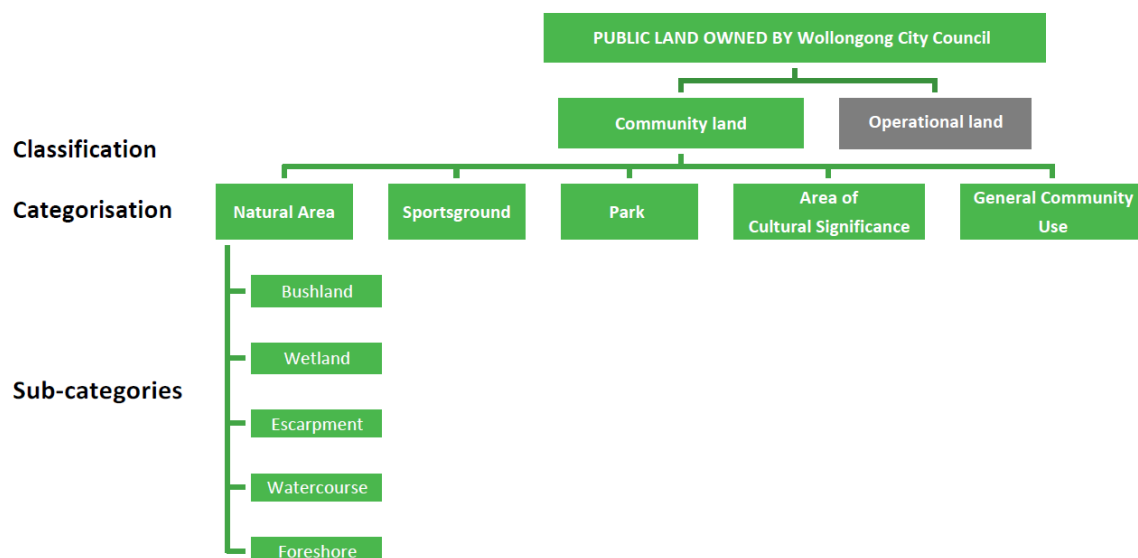 PUBLIC LAND OWNED BY Wollongong City Council
Community land
Operational land
Classification
Categorisation
Natural Area
Sportsground
Park
Area of
Cultural Significance
General Community
Use
Bushland
Wetland
Sub-categories
Escarpment
Watercourse
Foreshore